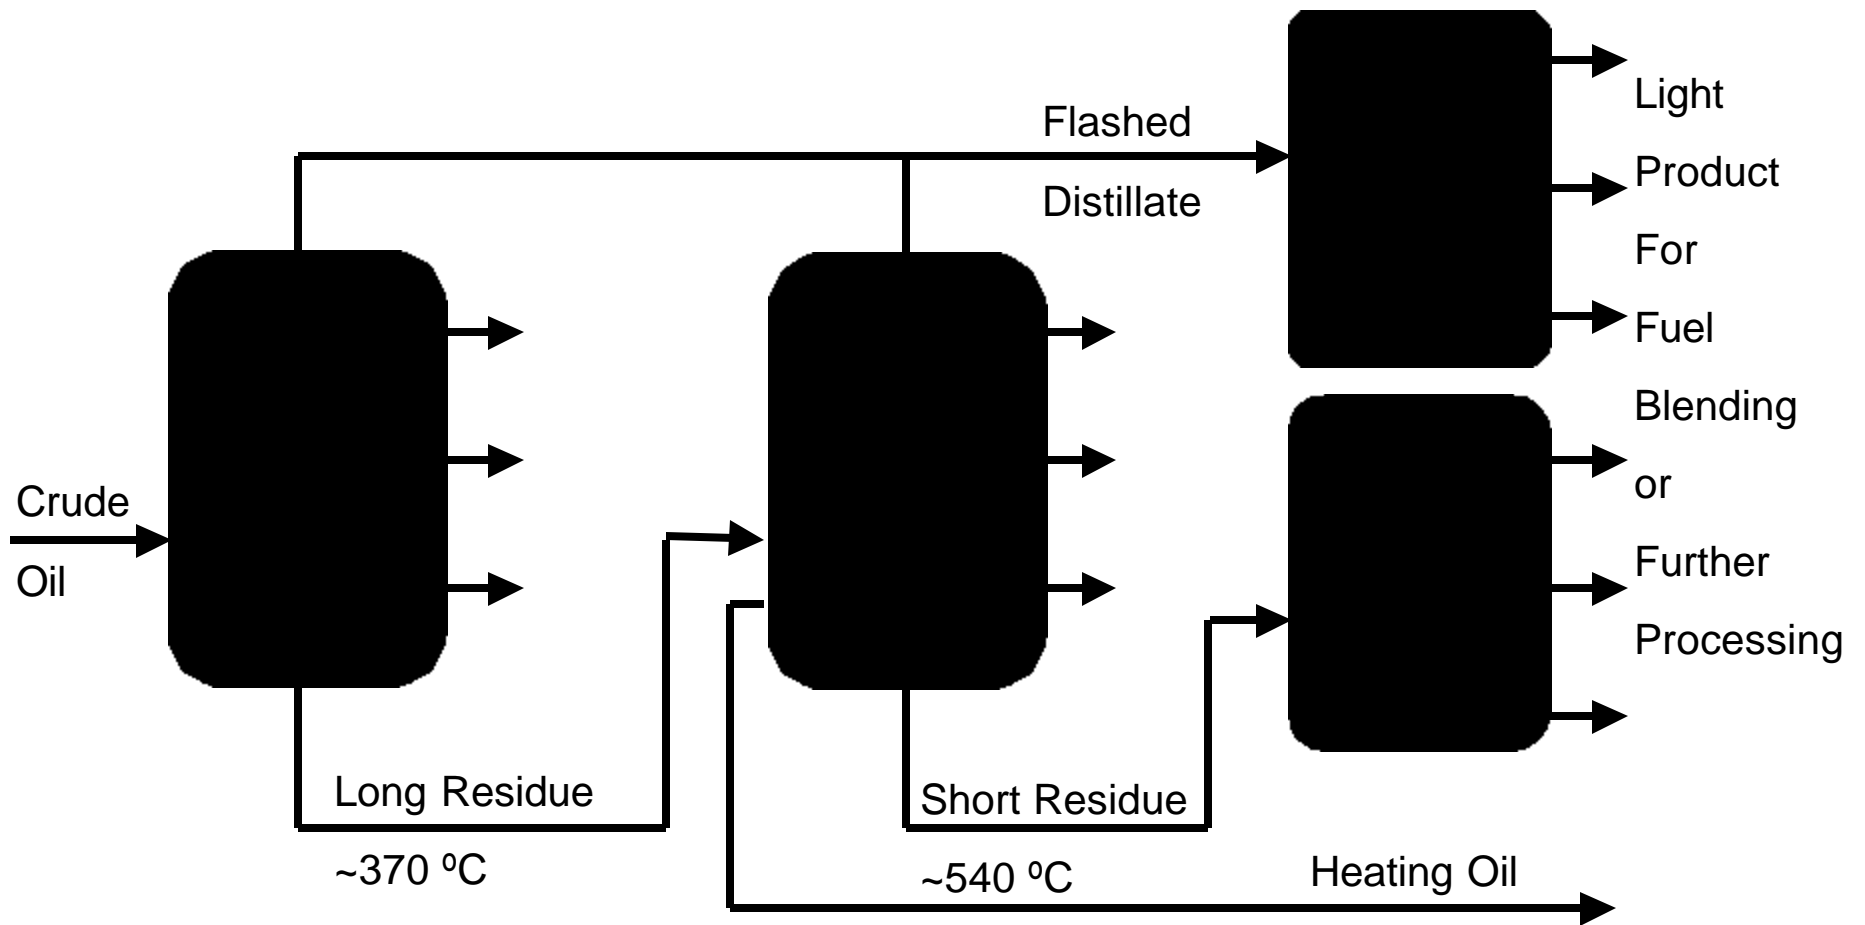 Crude
Oil
Flashed
Distillate
Long Residue
~370 ºC
Short Residue
~540 ºC
Heating Oil
Light
Product
For
Fuel
Blending
or
Further
Processing